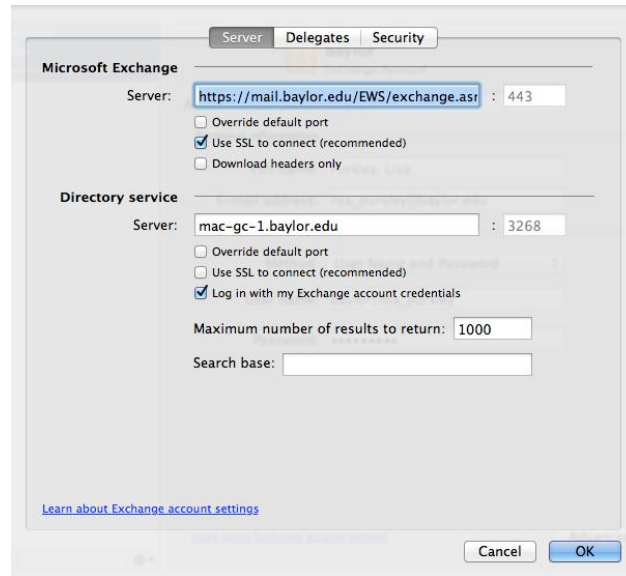 Server Delegates Security
Microsoft Exchange
Server: https://mail.baylor.edu/EWS/exchange.asr : 443
Override default port
Use SSL to connect (recommended)
Download headers only
Directory service
Server: mac-gc-1.baylor.edu : 3268
Override default port
Use SSL to connect (recommended)
Log in with my Exchange account credentials
Maximum number of results to return: 1000
Search base:
Learn about Exchange account settings
Cancel OK